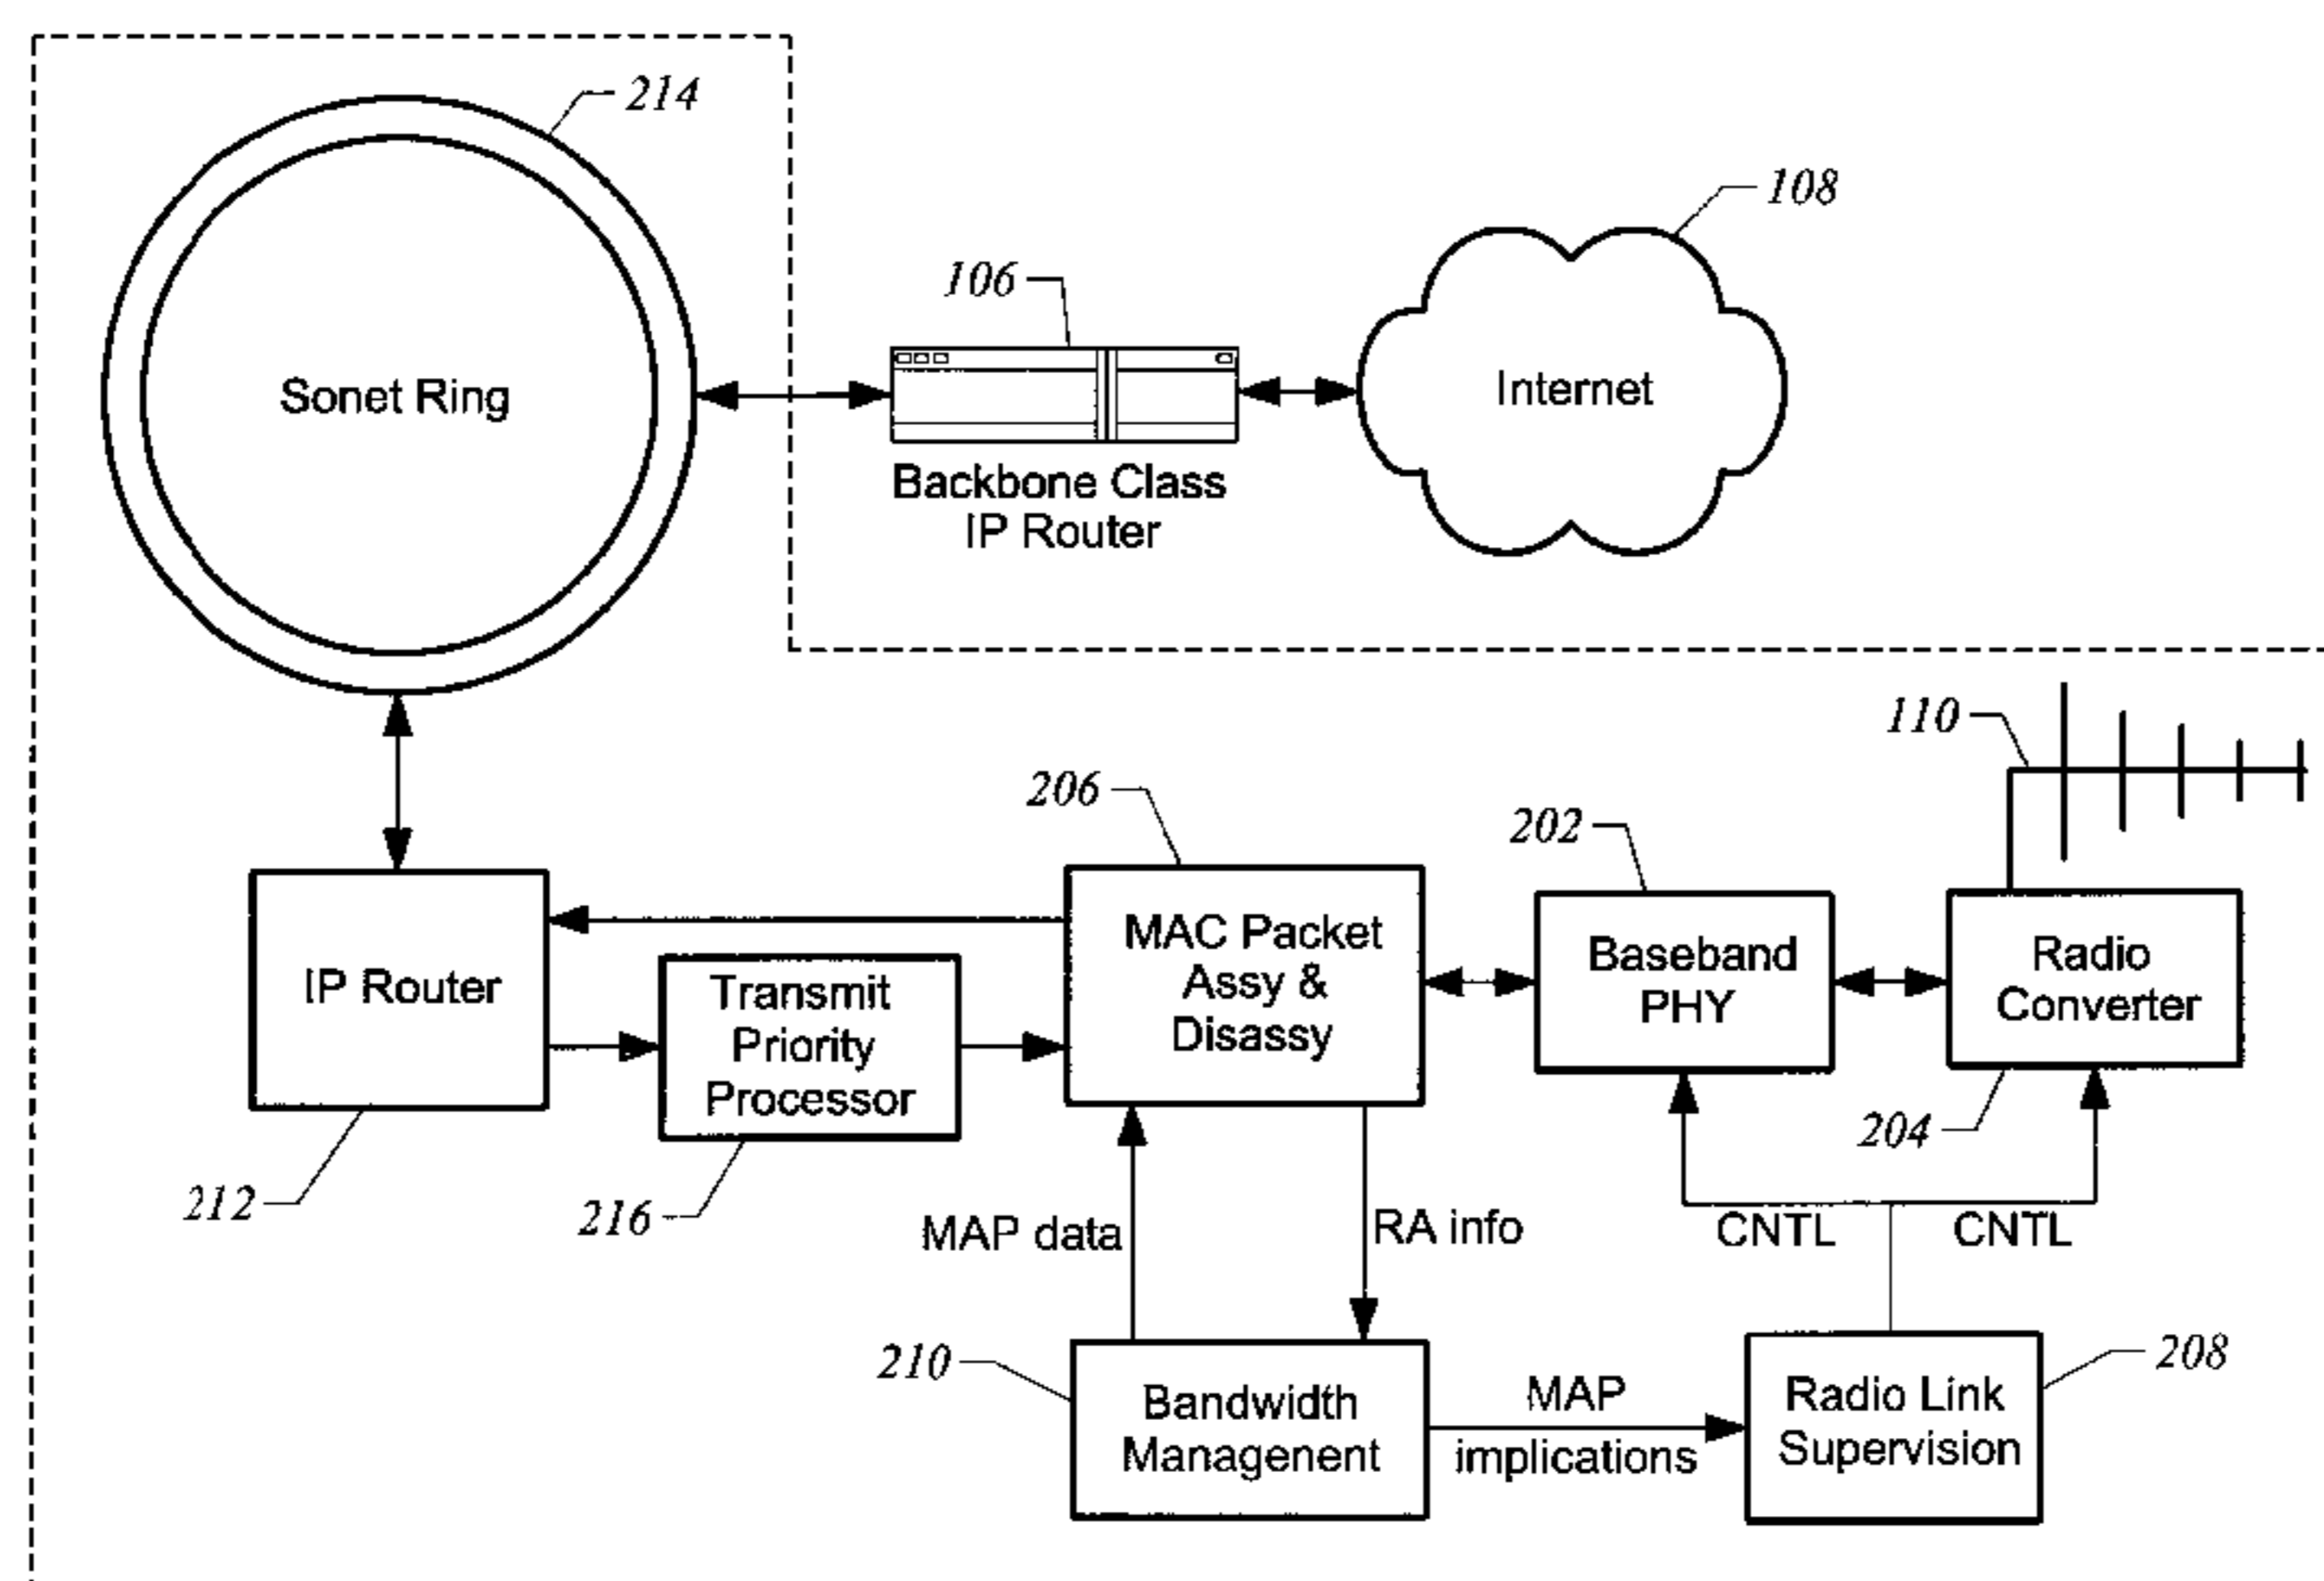 214
108
106
Sonet Ring
Internet
Backbone Class
IP Router
110
206
202
MAC Packet
Assy &
Disassy
Baseband
PHY
Radio
Converter
IP Router
Transmit
Priority
Processor
204
212
216
MAP data
RA info
CNTL
CNTL
210
208
Bandwidth
Managenent
MAP
implications
Radio Link
Supervision